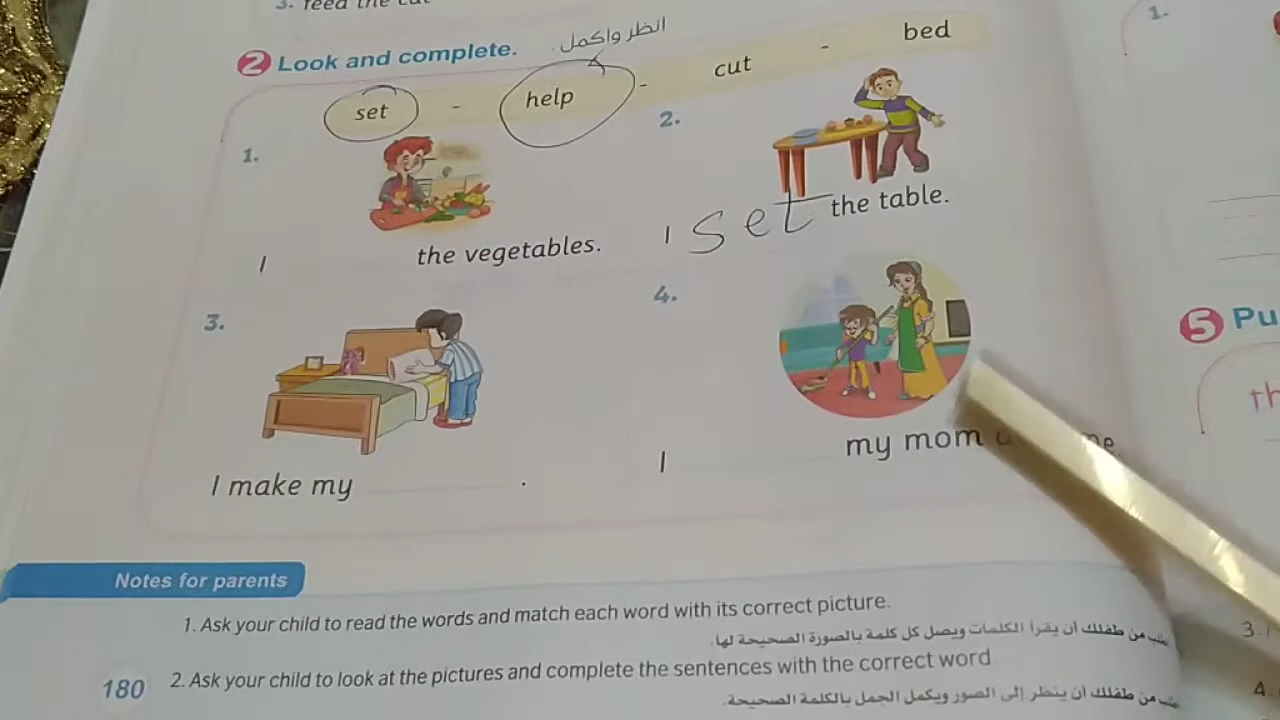 3. feed the cat
2 Look and complete. انظر واكمل.
set - help - cut - bed
1.
I the vegetables.
2.
I set the table.
3.
I make my .
4.
I my mom
Notes for parents
1. Ask your child to read the words and match each word with its correct picture.
من طفلك أن يقرأ الكلمات ويصل كل كلمة بالصورة الصحيحة لها.
2. Ask your child to look at the pictures and complete the sentences with the correct word
من طفلك أن ينظر إلى الصور ويكمل الجمل بالكلمة الصحيحة.
180
1.
5 Pu
th
3.
4.